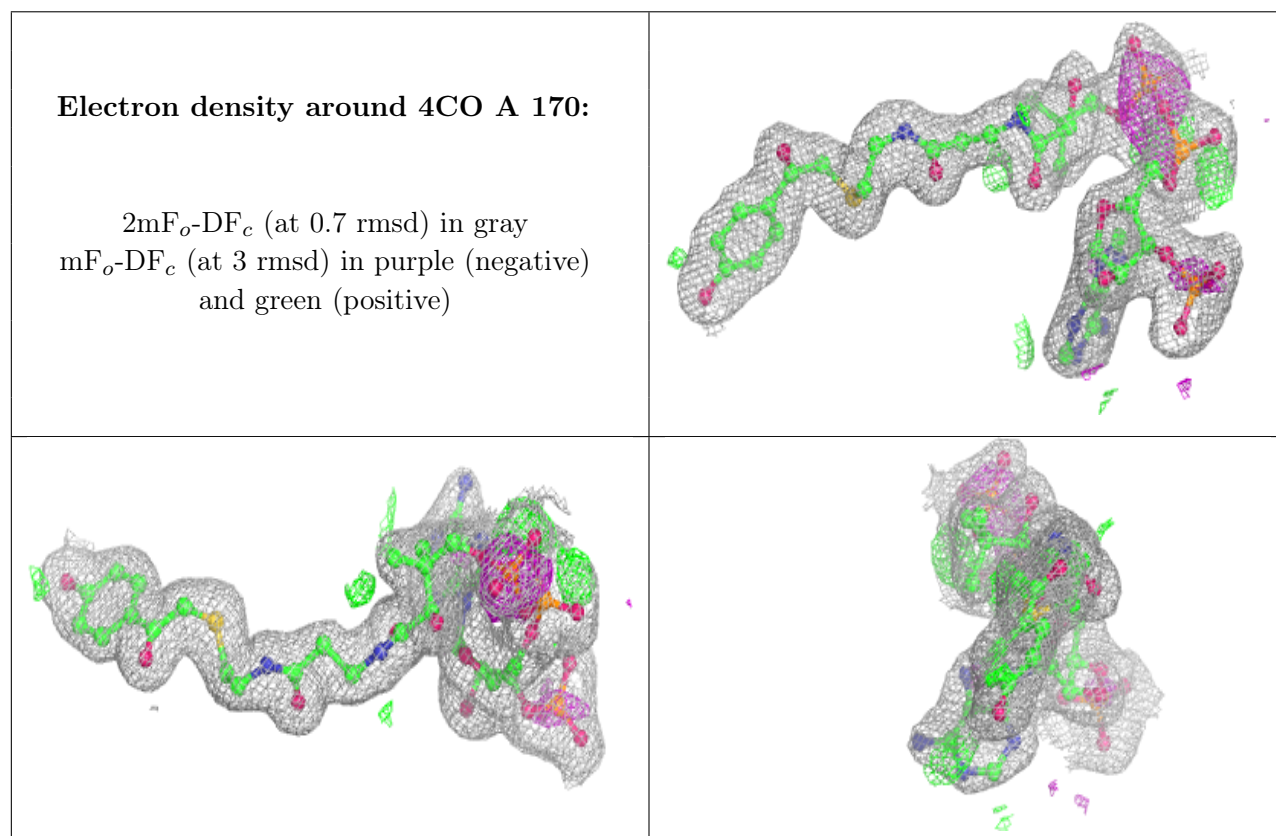 Electron density around 4CO A 170:
2mFo-DFc (at 0.7 rmsd) in gray
mFo-DFc (at 3 rmsd) in purple (negative)
and green (positive)